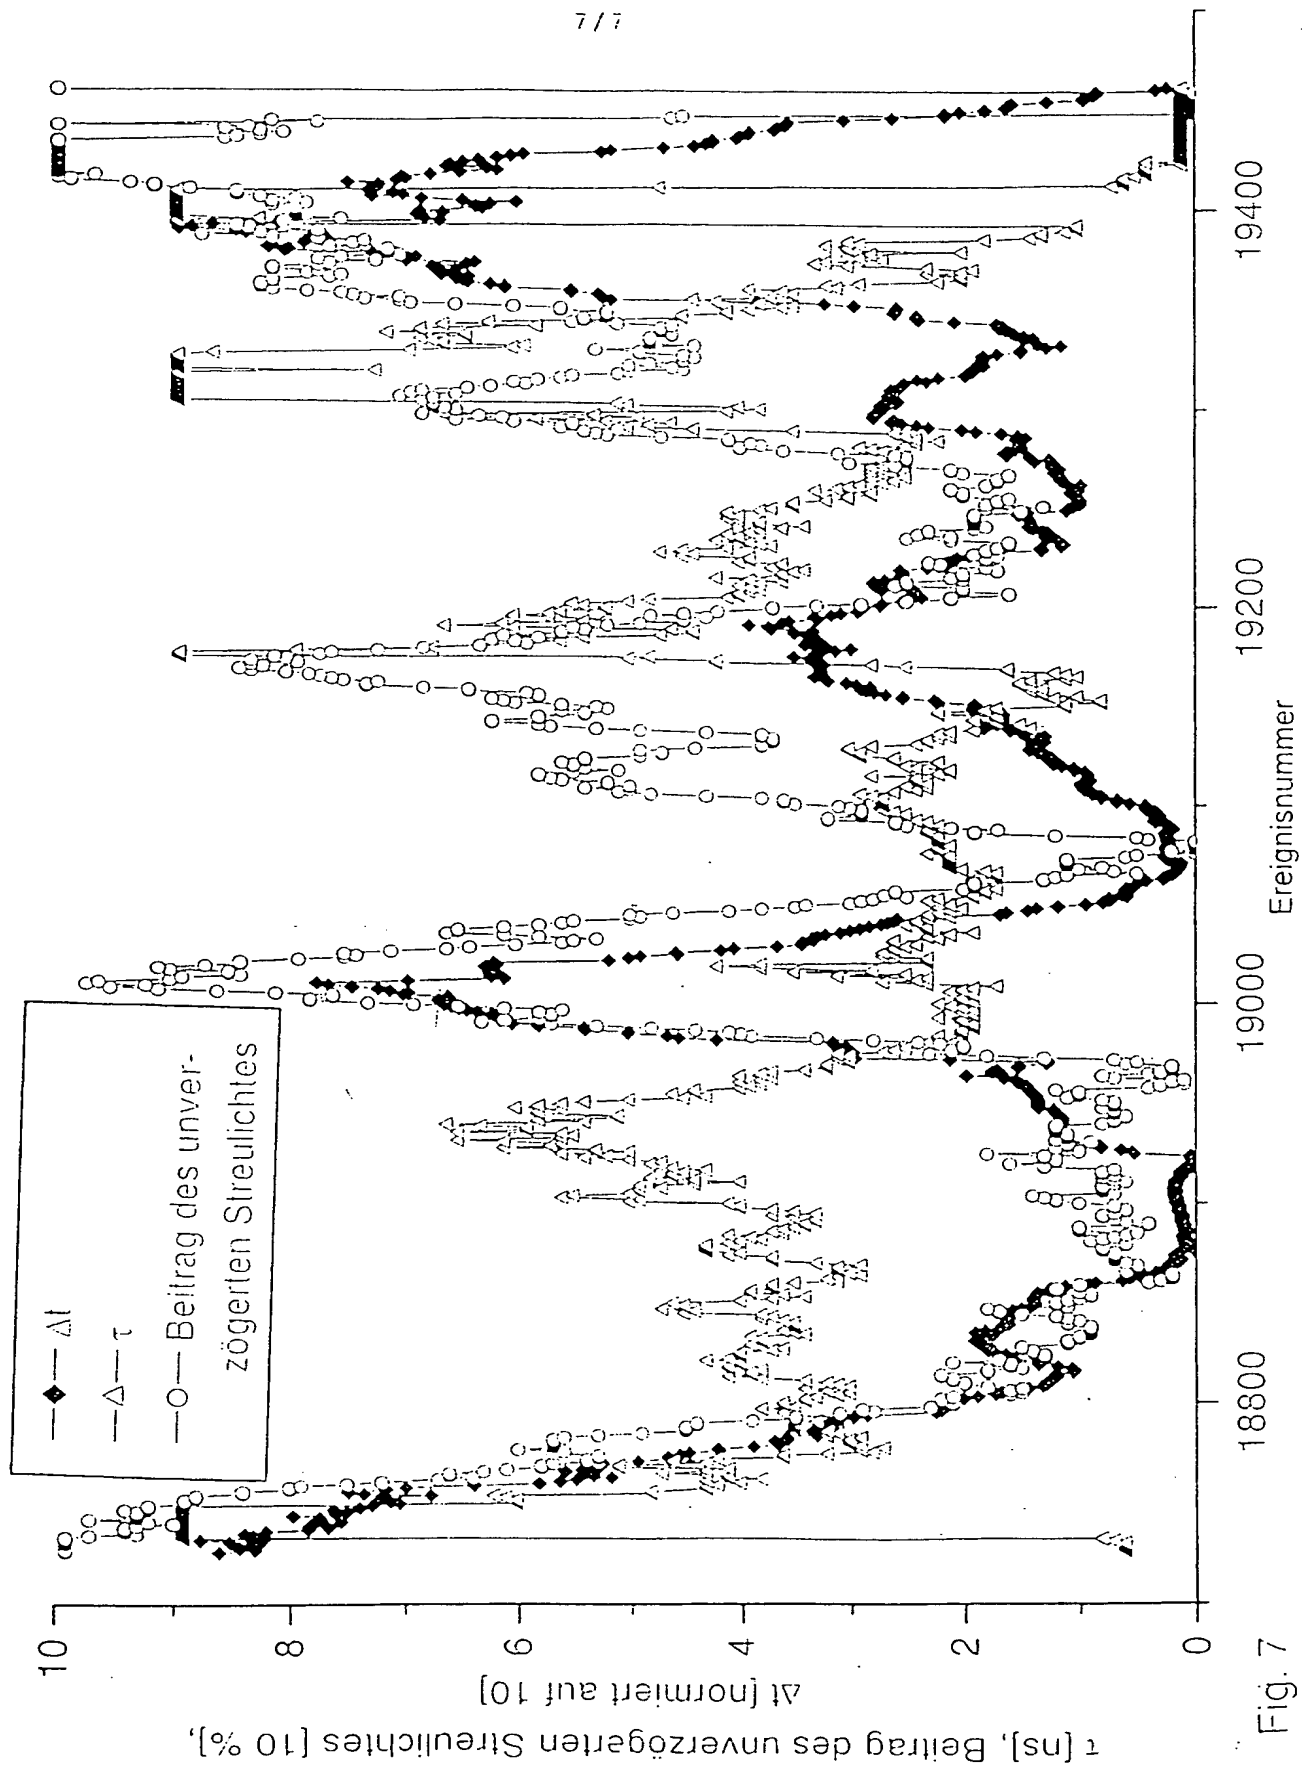 7/7
Δt
τ
Beitrag des unver-
zögerten Streulichtes
τ [ns], Beitrag des unverzögerten Streulichtes [10 %],
Δt [normiert auf 10]
10
8
6
4
2
0
18800
19000
19200
19400
Ereignisnummer
Fig. 7